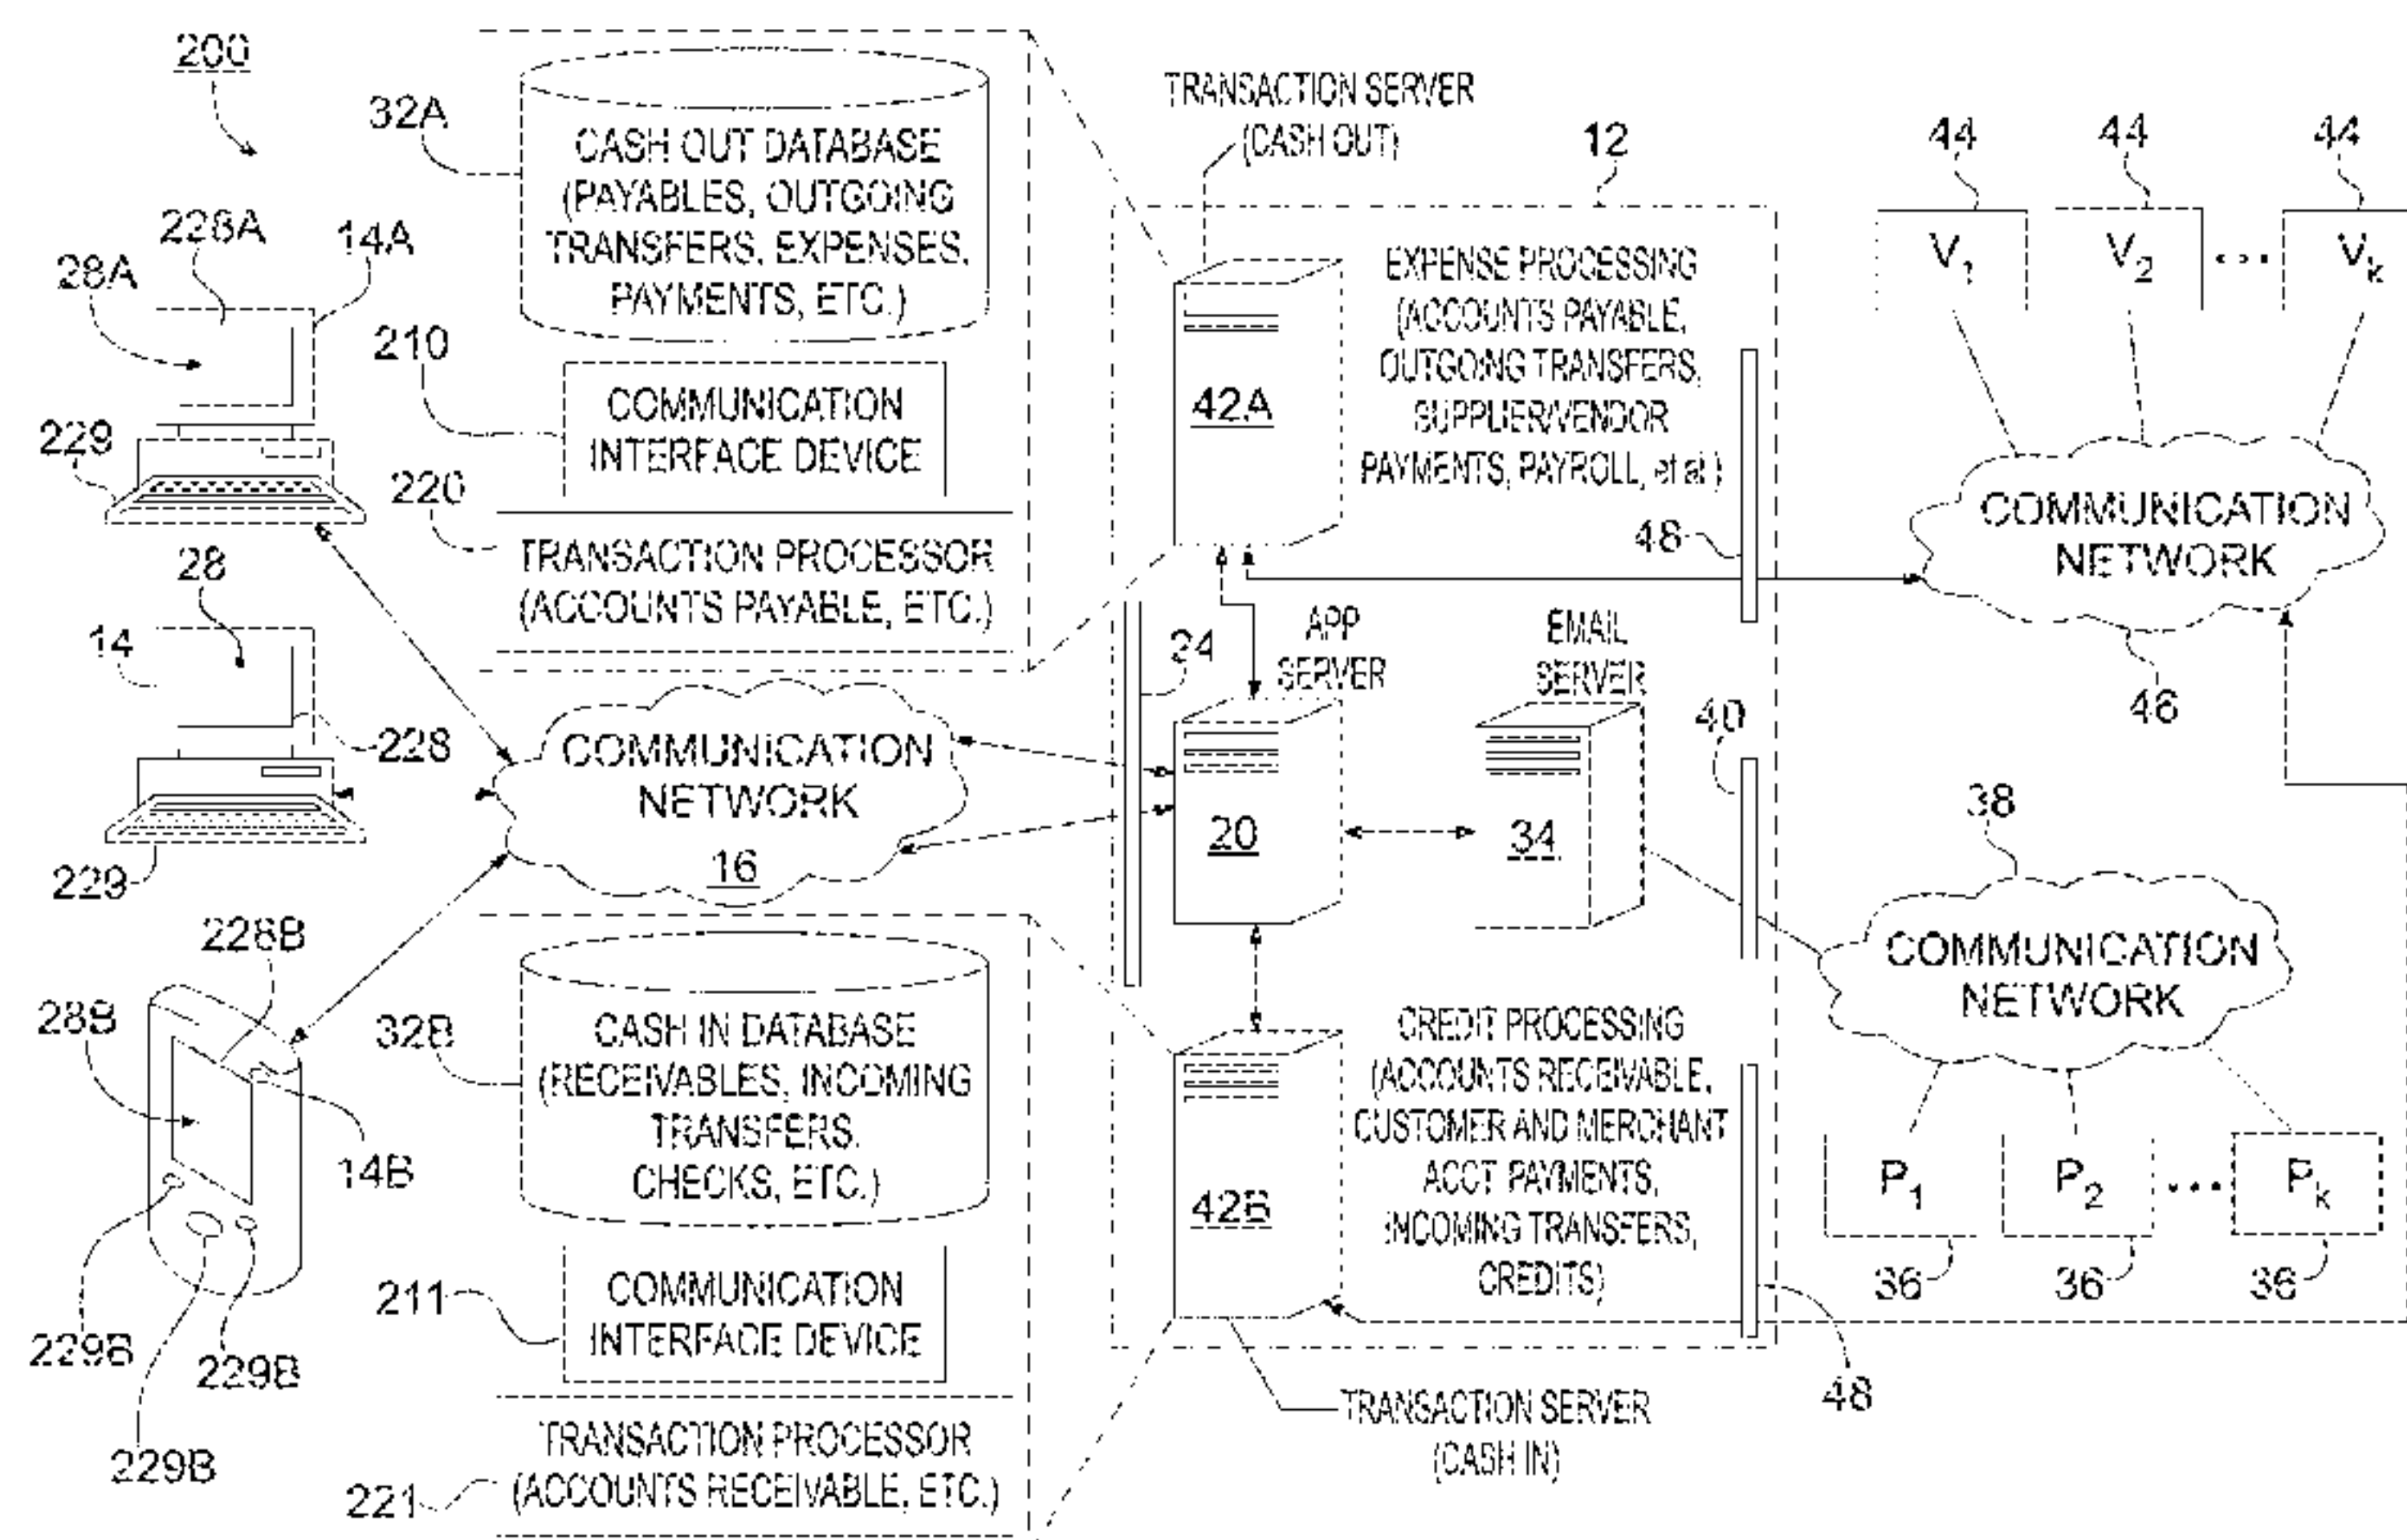 200
32A
CASH OUT DATABASE
(PAYABLES, OUTGOING
TRANSFERS, EXPENSES,
PAYMENTS, ETC.)
210
COMMUNICATION
INTERFACE DEVICE
220
TRANSACTION PROCESSOR
(ACCOUNTS PAYABLE, ETC.)
228A
14A
28A
229
28
14
228
229
COMMUNICATION
NETWORK
16
228B
28B
14B
229B
229B
229B
32B
CASH IN DATABASE
(RECEIVABLES, INCOMING
TRANSFERS,
CHECKS, ETC.)
211
COMMUNICATION
INTERFACE DEVICE
221
TRANSACTION PROCESSOR
(ACCOUNTS RECEIVABLE, ETC.)
TRANSACTION SERVER
(CASH OUT)
12
42A
EXPENSE PROCESSING
(ACCOUNTS PAYABLE,
OUTGOING TRANSFERS,
SUPPLIER/VENDOR
PAYMENTS, PAYROLL, et al.)
48
24
APP
SERVER
20
EMAIL
SERVER
34
40
42B
CREDIT PROCESSING
(ACCOUNTS RECEIVABLE,
CUSTOMER AND MERCHANT
ACCT PAYMENTS,
INCOMING TRANSFERS,
CREDITS)
48
TRANSACTION SERVER
(CASH IN)
44
44
44
V1
V2
•••
Vk
COMMUNICATION
NETWORK
46
38
COMMUNICATION
NETWORK
P1
P2
•••
Pk
36
36
36